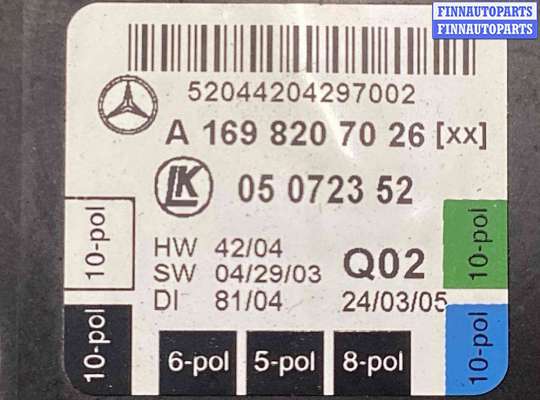 FINNAUTOPARTS
FINNAUTOPARTS
52044204297002
A 169 820 70 26 [xx]
LK 05 0723 52
HW 42/04
SW 04/29/03 Q02
DI 81/04 24/03/05
10-pol
10-pol
10-pol
10-pol
6-pol 5-pol 8-pol